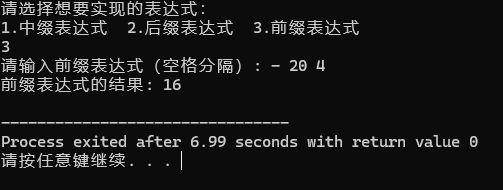 请选择想要实现的表达式:
1.中缀表达式  2.后缀表达式  3.前缀表达式
3
请输入前缀表达式 (空格分隔) : - 20 4
前缀表达式的结果: 16
--------------------------------
Process exited after 6.99 seconds with return value 0
请按任意键继续. . .